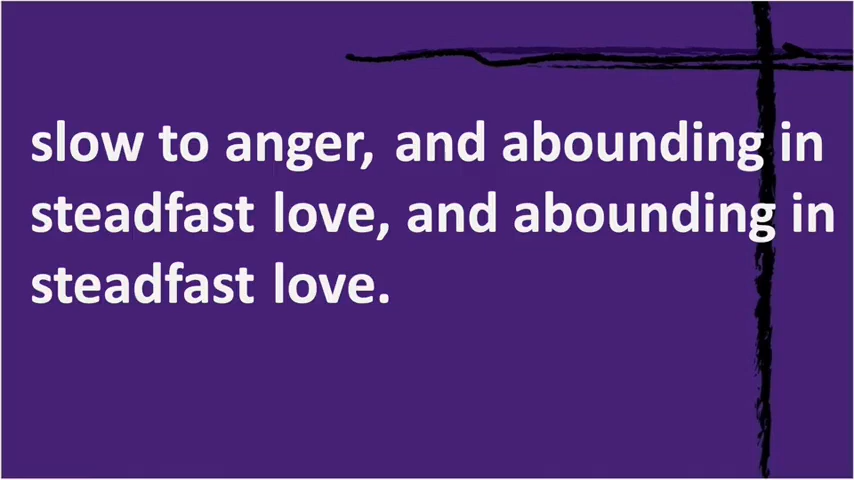 slow to anger, and abounding in
steadfast love, and abounding in
steadfast love.